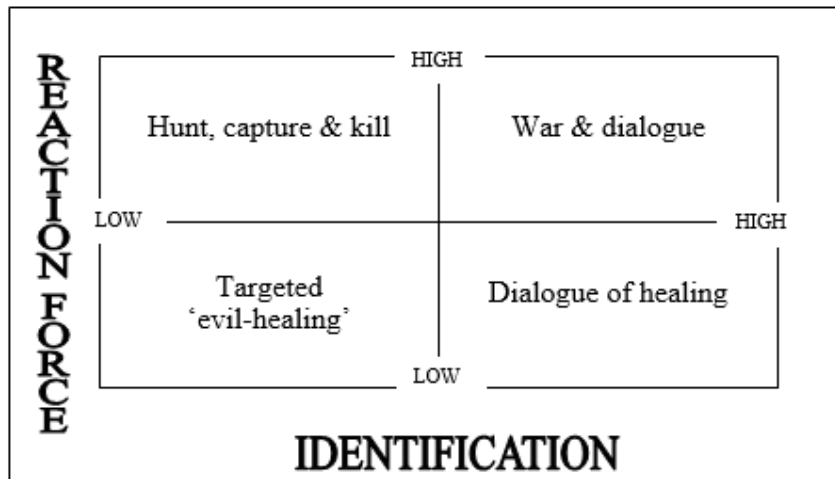 REACTION FORCE
HIGH
Hunt, capture & kill
War & dialogue
LOW
HIGH
Targeted
‘evil-healing’
Dialogue of healing
LOW
IDENTIFICATION